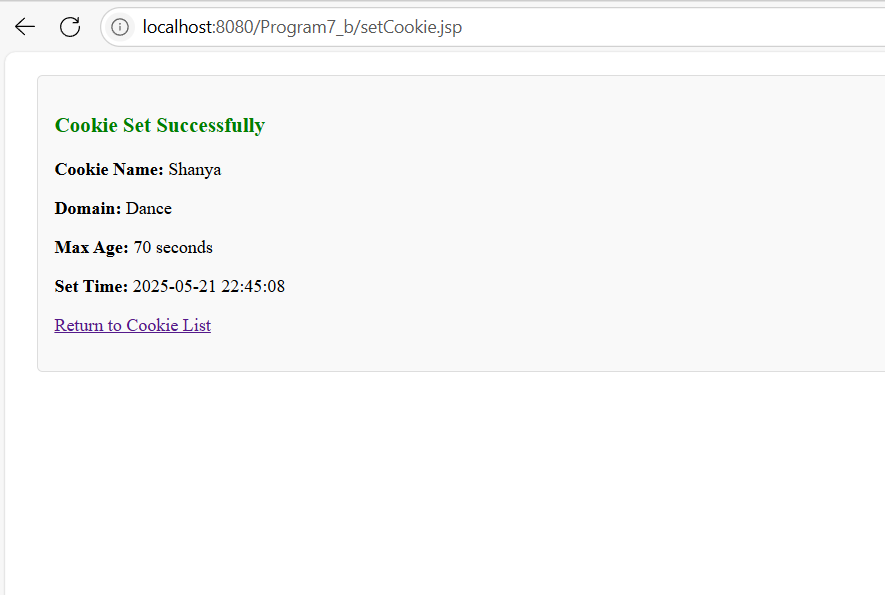 localhost:8080/Program7_b/setCookie.jsp
Cookie Set Successfully
Cookie Name: Shanya
Domain: Dance
Max Age: 70 seconds
Set Time: 2025-05-21 22:45:08
Return to Cookie List